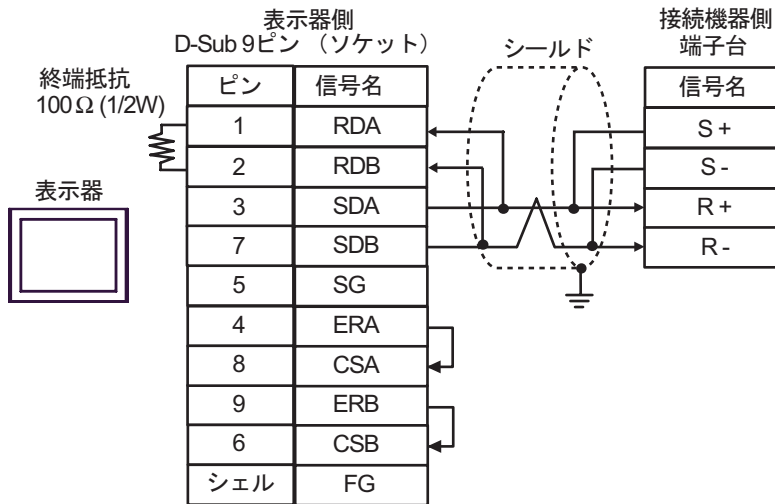 表示器側
D-Sub 9ピン （ソケット）
接続機器側
端子台
シールド
終端抵抗
100Ω (1/2W)
表示器
ピン 信号名
1 RDA
2 RDB
3 SDA
7 SDB
5 SG
4 ERA
8 CSA
9 ERB
6 CSB
シェル FG
信号名
S +
S -
R +
R -